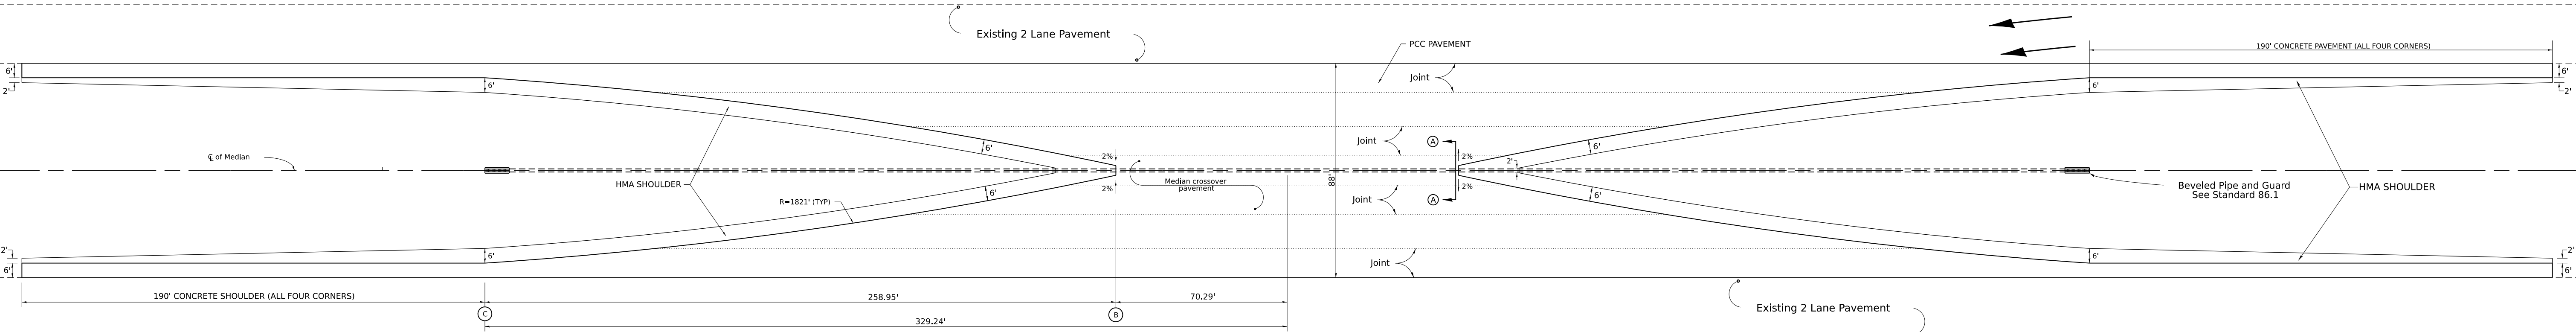 Existing 2 Lane Pavement
PCC PAVEMENT
190' CONCRETE PAVEMENT (ALL FOUR CORNERS)
6'
2'
6'
Joint
6'
6'
2'
℄ of Median
HMA SHOULDER
6'
2%
2%
Median crossover
pavement
6'
R=1821' (TYP)
88'
Joint
Joint
Joint
A
A
2%
2%
2'
6'
6'
Beveled Pipe and Guard
See Standard 86.1
HMA SHOULDER
2'
6'
6'
6'
2'
6'
190' CONCRETE SHOULDER (ALL FOUR CORNERS)
258.95'
70.29'
C
B
329.24'
Existing 2 Lane Pavement